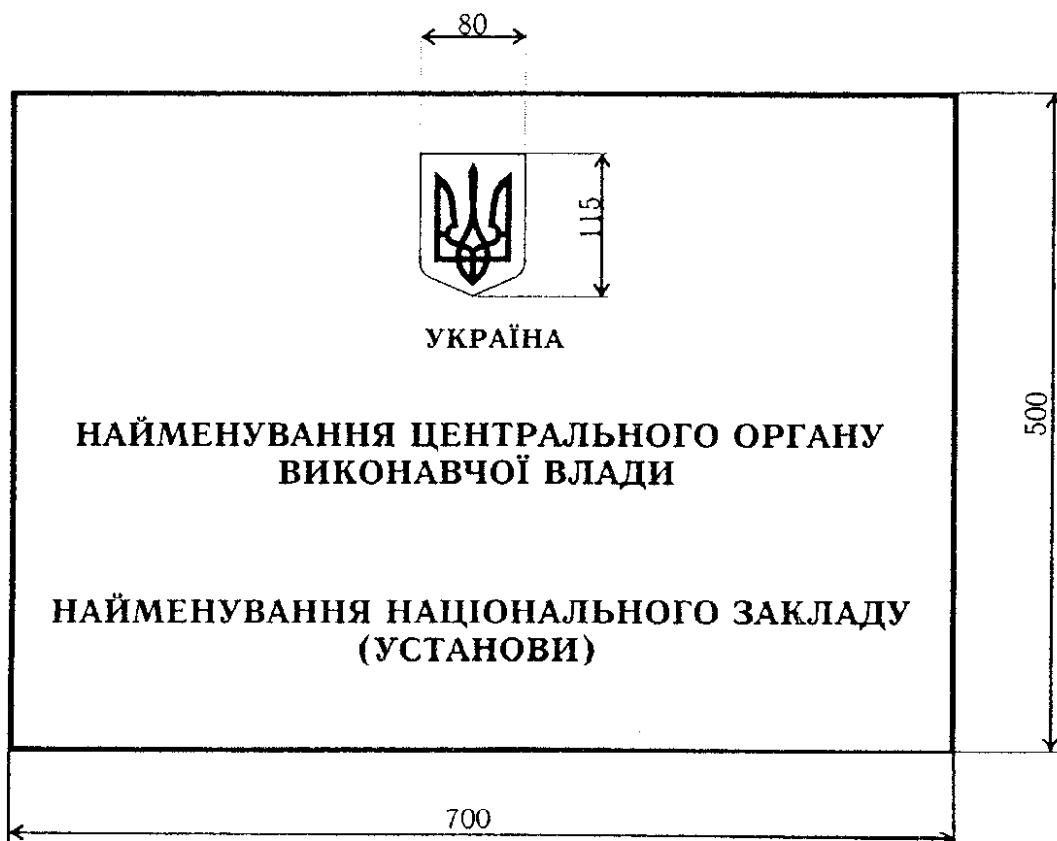 80
115
УКРАЇНА
500
НАЙМЕНУВАННЯ ЦЕНТРАЛЬНОГО ОРГАНУ
ВИКОНАВЧОЇ ВЛАДИ
НАЙМЕНУВАННЯ НАЦІОНАЛЬНОГО ЗАКЛАДУ
(УСТАНОВИ)
700